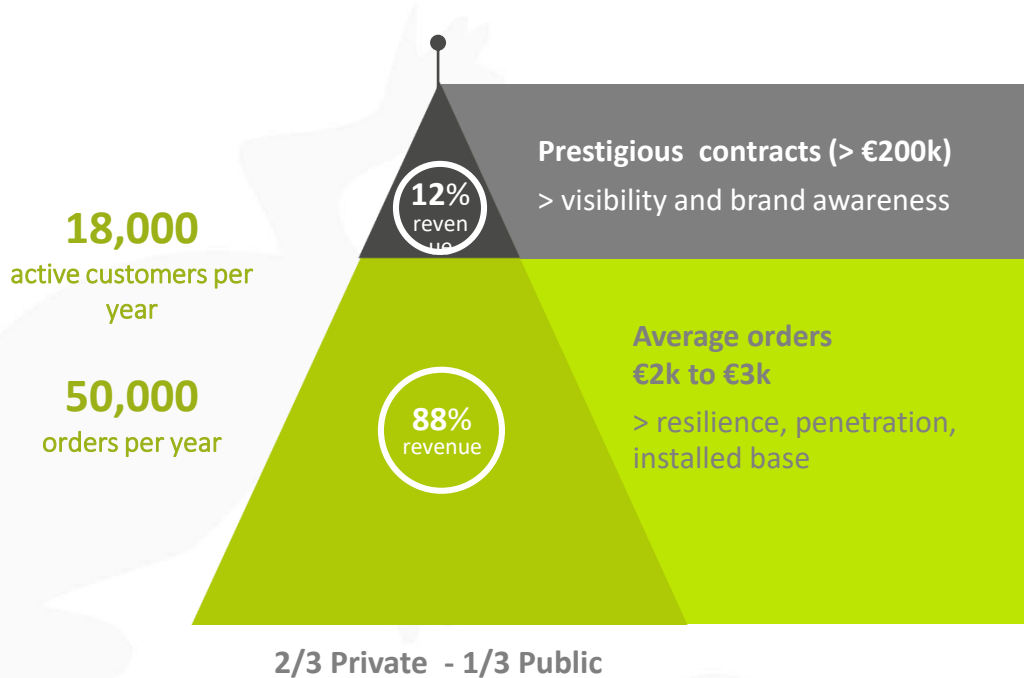 Prestigious contracts (> €200k)
> visibility and brand awareness
12%
reven
ue
18,000
active customers per
year
50,000
orders per year
Average orders
€2k to €3k
> resilience, penetration,
installed base
88%
revenue
2/3 Private - 1/3 Public